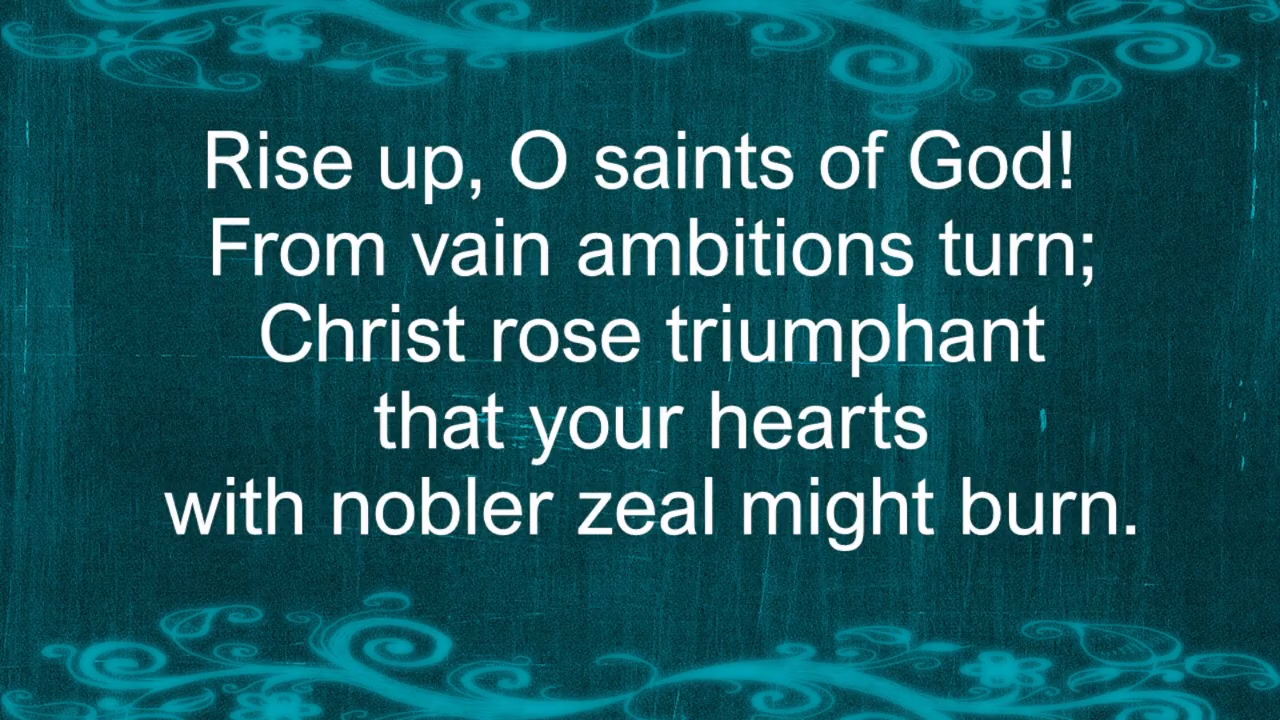 Rise up, O saints of God!
From vain ambitions turn;
Christ rose triumphant
that your hearts
with nobler zeal might burn.